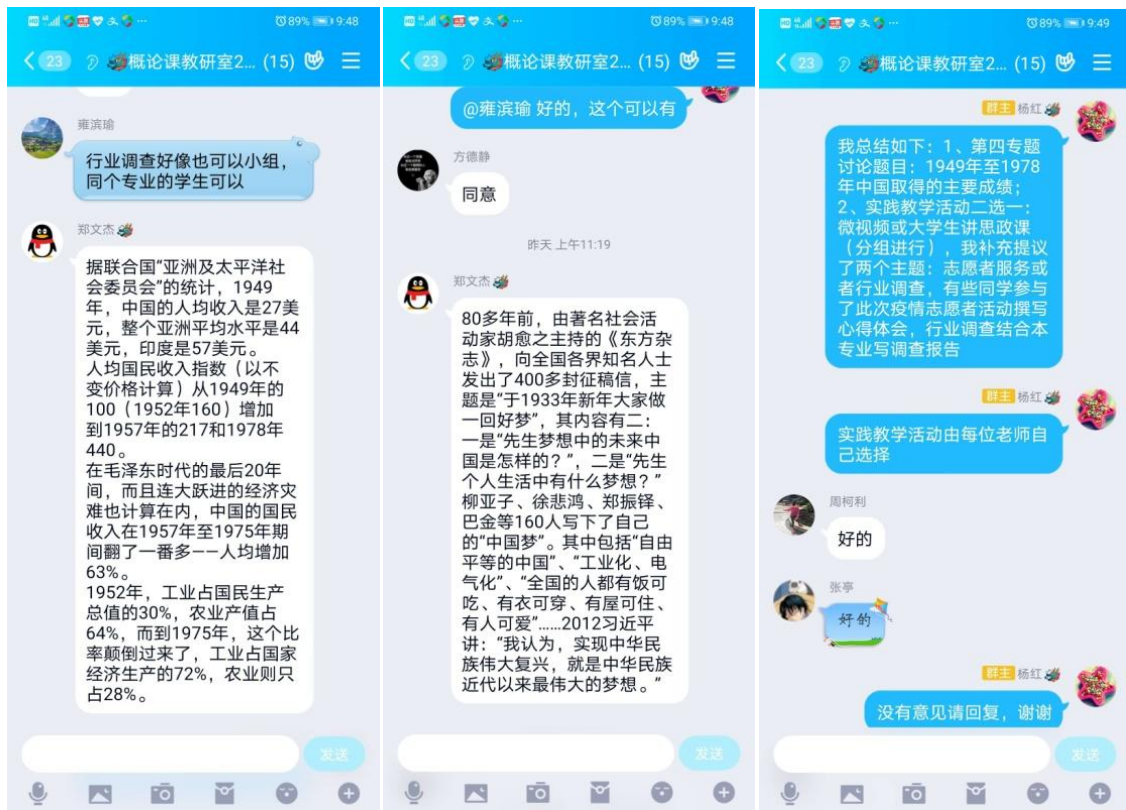 HD 89% 9:48
23 概论课教研室2... (15)
雍滨瑜
行业调查好像也可以小组，
同个专业的学生可以
郑文杰
据联合国“亚洲及太平洋社
会委员会”的统计，1949
年，中国的人均收入是27美
元，整个亚洲平均水平是44
美元，印度是57美元。
人均国民收入指数（以不
变价格计算）从1949年的
100（1952年160）增加
到1957年的217和1978年
440。
在毛泽东时代的最后20年
间，而且连大跃进的经济灾
难也计算在内，中国的国民
收入在1957年至1975年期
间翻了一番多——人均增加
63%。
1952年，工业占国民生产
总值的30%，农业产值占
64%，而到1975年，这个比
率颠倒过来了，工业占国家
经济生产的72%，农业则只
占28%。
发送
HD 89% 9:48
23 概论课教研室2... (15)
@雍滨瑜 好的，这个可以有
方德静
同意
昨天 上午11:19
郑文杰
80多年前，由著名社会活
动家胡愈之主持的《东方杂
志》，向全国各界知名人士
发出了400多封征稿信，主
题是“于1933年新年大家做
一回好梦”，其内容有二：
一是“先生梦想中的未来中
国是怎样的？”，二是“先生
个人生活中有什么梦想？”
柳亚子、徐悲鸿、郑振铎、
巴金等160人写下了自己
的“中国梦”。其中包括“自由
平等的中国”、“工业化、电
气化”、“全国的人都有饭可
吃、有衣可穿、有屋可住、
有人可爱”……2012习近平
讲：“我认为，实现中华民
族伟大复兴，就是中华民族
近代以来最伟大的梦想。”
发送
HD 89% 9:49
23 概论课教研室2... (15)
群主 杨红
我总结如下：1、第四专题
讨论题目：1949年至1978
年中国取得的主要成绩；
2、实践教学活动二选一：
微视频或大学生讲思政课
（分组进行），我补充提议
了两个主题：志愿者服务或
者行业调查，有些同学参与
了此次疫情志愿者活动撰写
心得体会，行业调查结合本
专业写调查报告
群主 杨红
实践教学活动由每位老师自
己选择
周柯利
好的
张亭
好的
群主 杨红
没有意见请回复，谢谢
发送